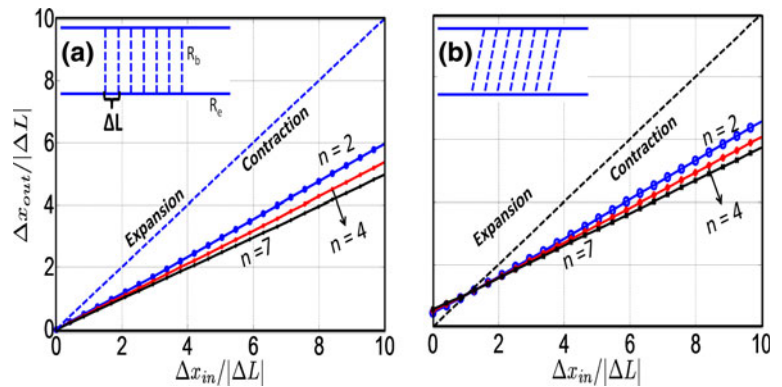 (a)
R_b
R_e
ΔL
Expansion
Contraction
n = 2
n = 4
n = 7
10
8
6
4
2
0
Δx_out/|ΔL|
0 2 4 6 8 10
Δx_in/|ΔL|
(b)
Expansion
Contraction
n = 2
n = 4
n = 7
0 2 4 6 8 10
Δx_in/|ΔL|